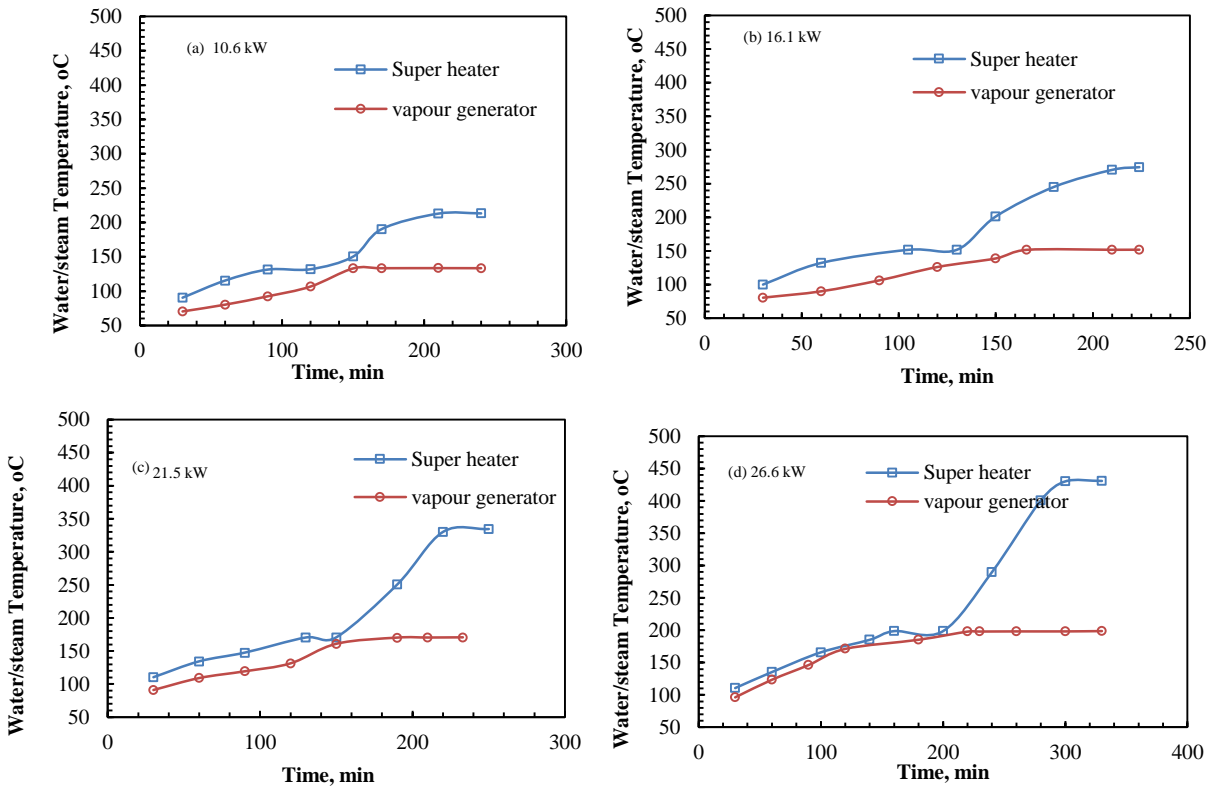 (a) 10.6 kW
Super heater
vapour generator
Water/steam Temperature, oC
500
450
400
350
300
250
200
150
100
50
0
100
200
300
Time, min
(b) 16.1 kW
Super heater
vapour generator
Water/steam Temperature, oC
500
450
400
350
300
250
200
150
100
50
0
50
100
150
200
250
Time, min
(c) 21.5 kW
Super heater
vapour generator
Water/steam Temperature, oC
500
450
400
350
300
250
200
150
100
50
0
100
200
300
Time, min
(d) 26.6 kW
Super heater
vapour generator
Water/steam Temperature, oC
500
450
400
350
300
250
200
150
100
50
0
100
200
300
400
Time, min